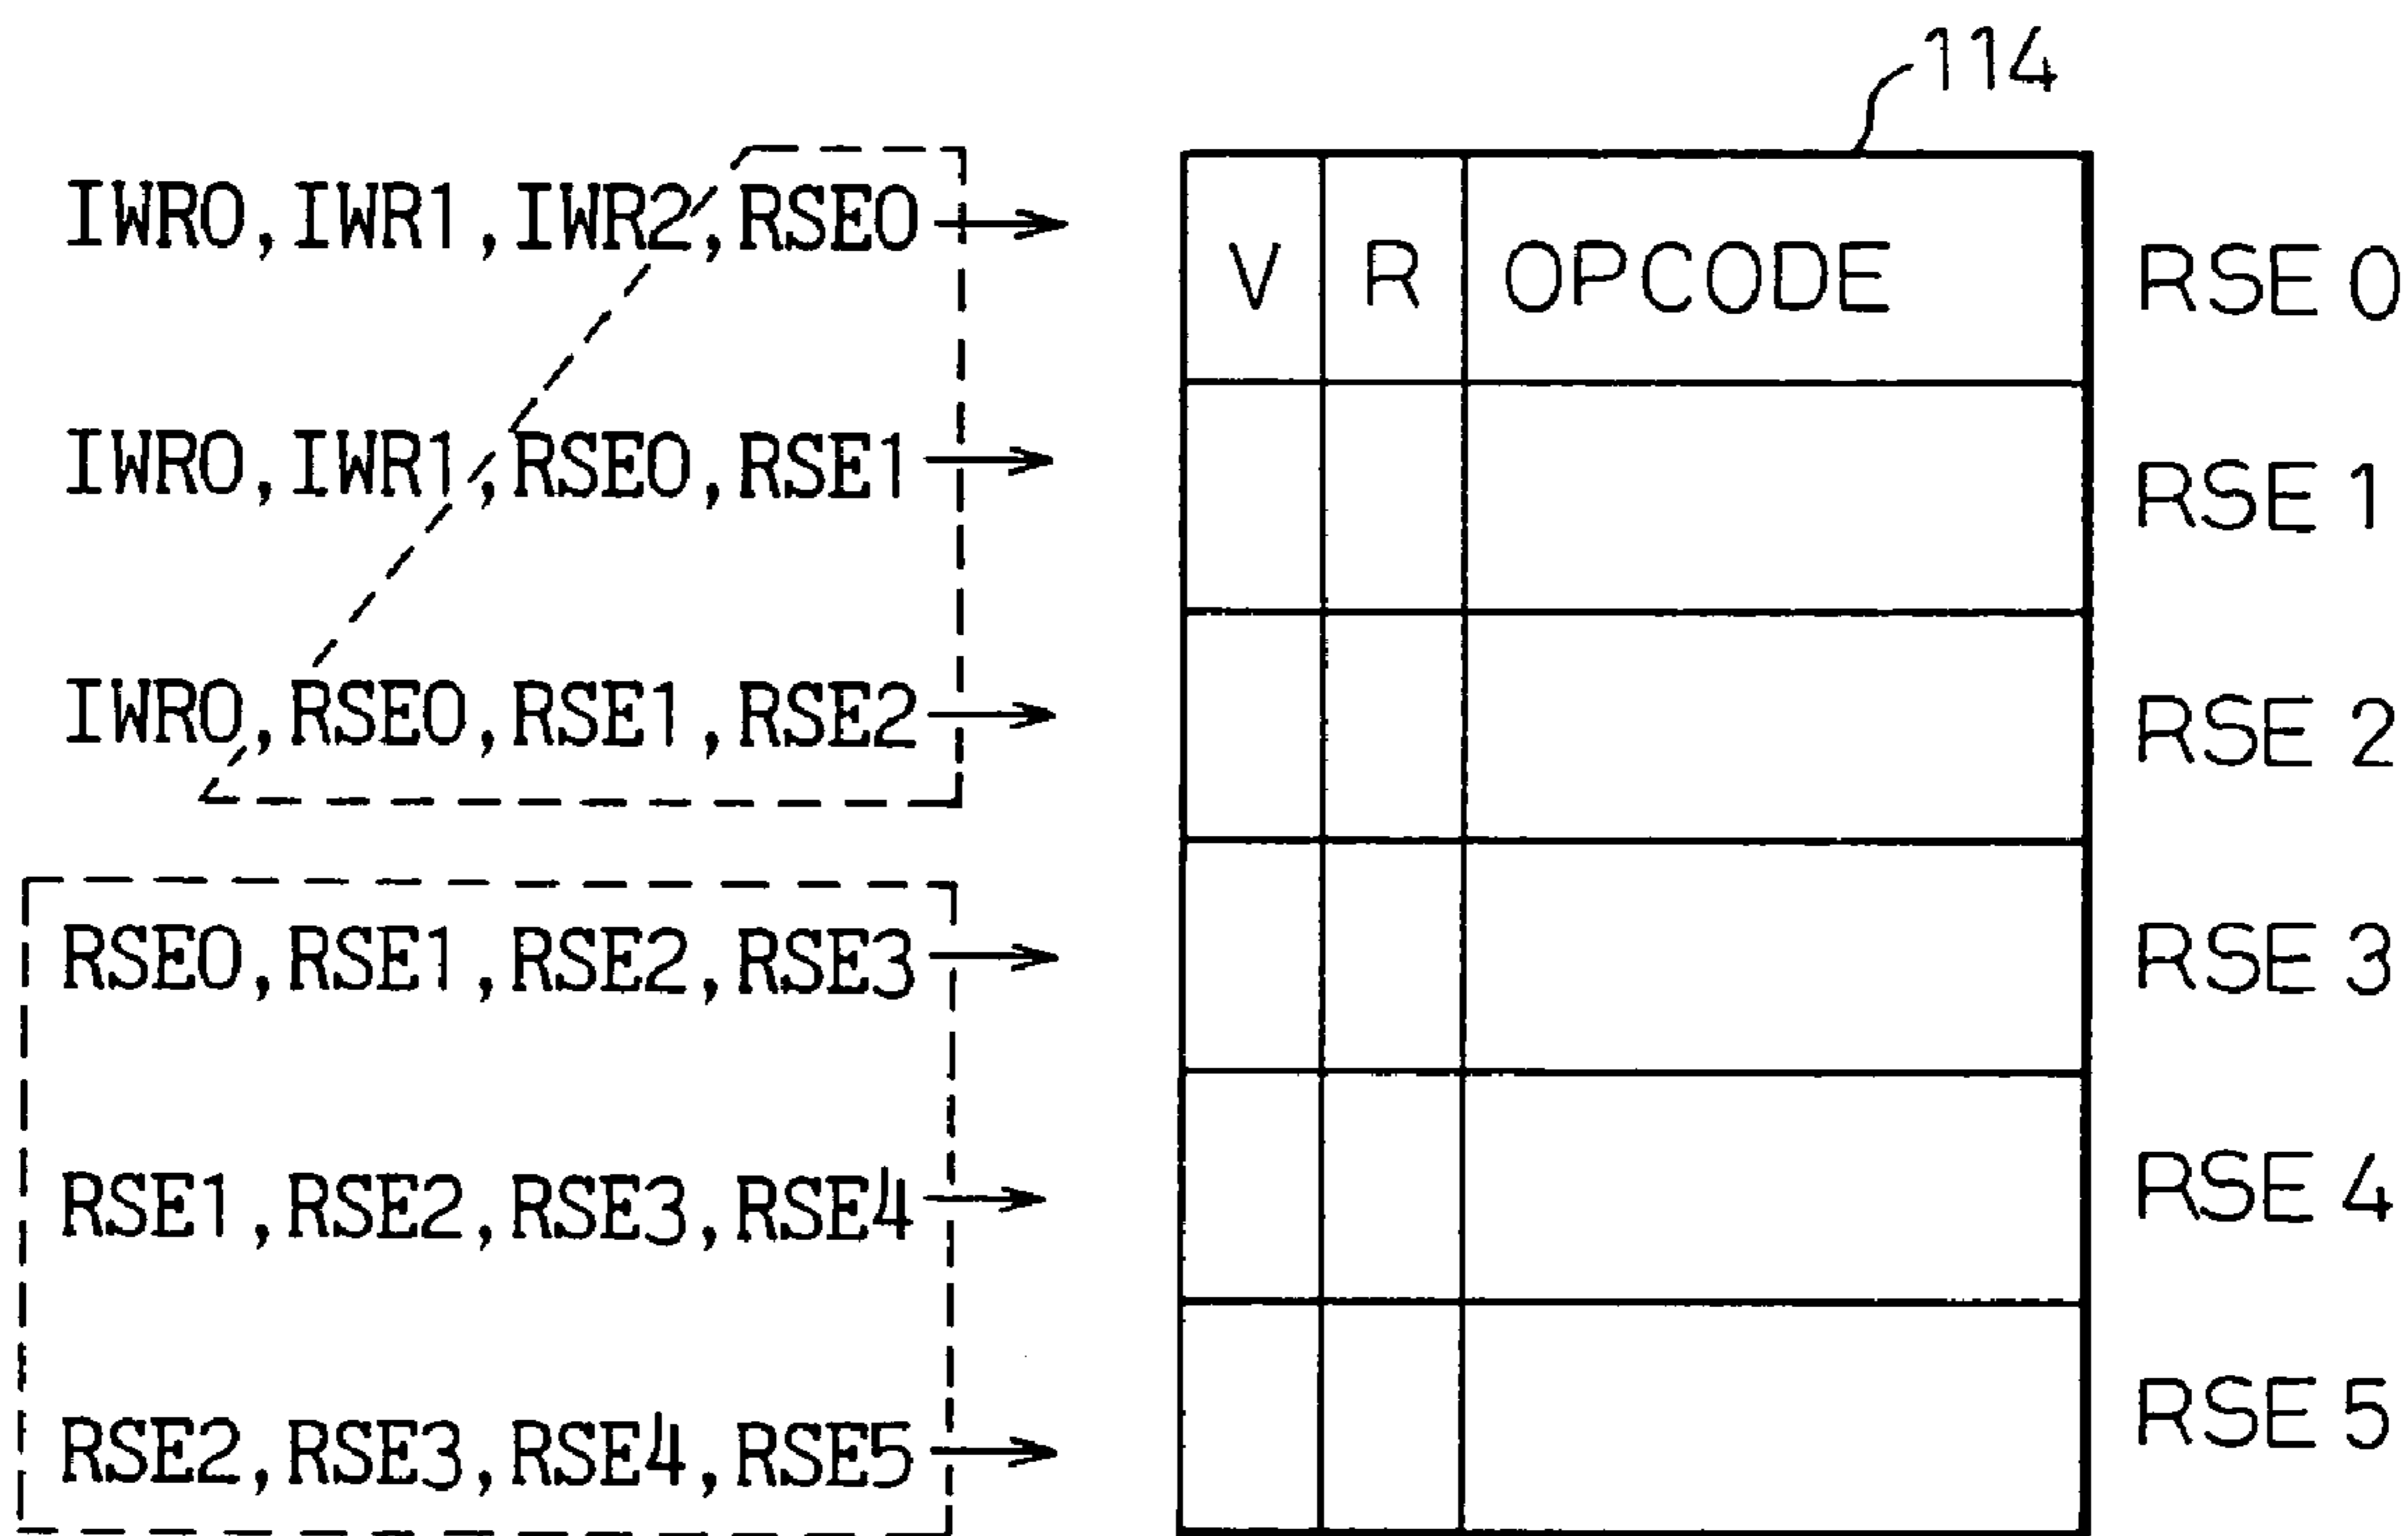 114
IWR0,IWR1,IWR2,RSE0
V R OPCODE RSE 0
IWR0,IWR1,RSE0,RSE1
RSE 1
IWR0,RSE0,RSE1,RSE2
RSE 2
RSE0,RSE1,RSE2,RSE3
RSE 3
RSE1,RSE2,RSE3,RSE4
RSE 4
RSE2,RSE3,RSE4,RSE5
RSE 5